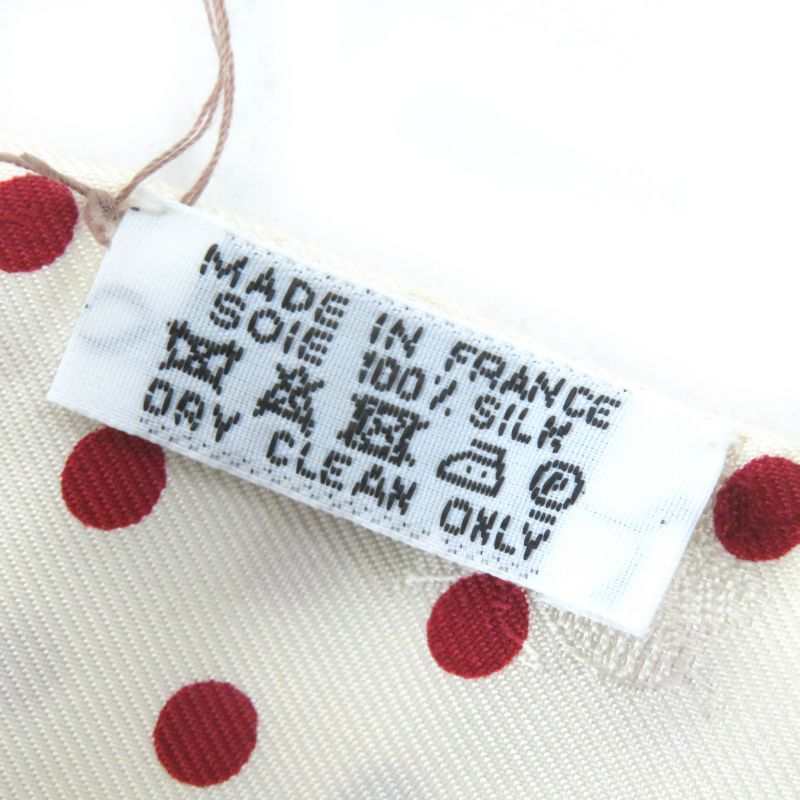 MADE IN FRANCE
SOIE 100% SILK
P
DRY CLEAN ONLY